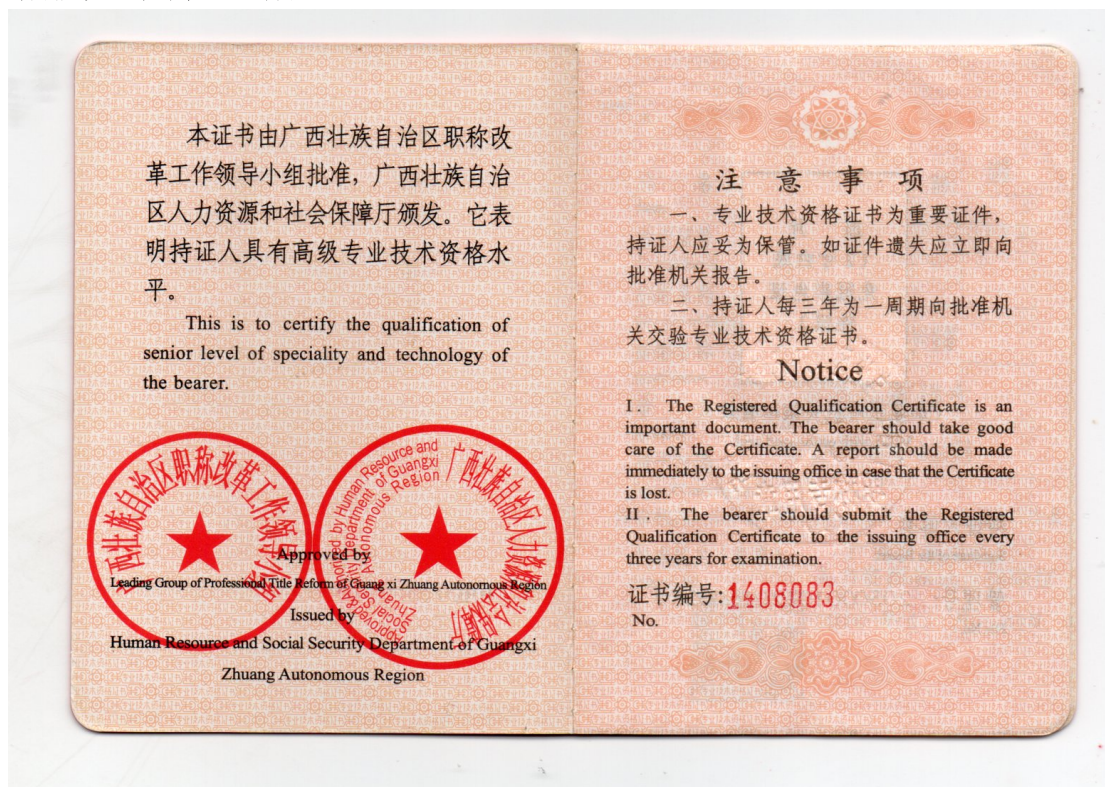 本证书由广西壮族自治区职称改
革工作领导小组批准，广西壮族自治
区人力资源和社会保障厅颁发。它表
明持证人具有高级专业技术资格水
平。
This is to certify the qualification of
senior level of speciality and technology of
the bearer.
广西壮族自治区职称改革工作领导小组
广西壮族自治区人力资源和社会保障厅
Approved by
Leading Group of Professional Title Reform of Guang xi Zhuang Autonomous Region
Issued by
Human Resource and Social Security Department of Guangxi
Zhuang Autonomous Region
注意事项
一、专业技术资格证书为重要证件，
持证人应妥为保管。如证件遗失应立即向
批准机关报告。
二、持证人每三年为一周期向批准机
关交验专业技术资格证书。
Notice
I. The Registered Qualification Certificate is an
important document. The bearer should take good
care of the Certificate. A report should be made
immediately to the issuing office in case that the Certificate
is lost.
II. The bearer should submit the Registered
Qualification Certificate to the issuing office every
three years for examination.
证书编号:1408083
No.